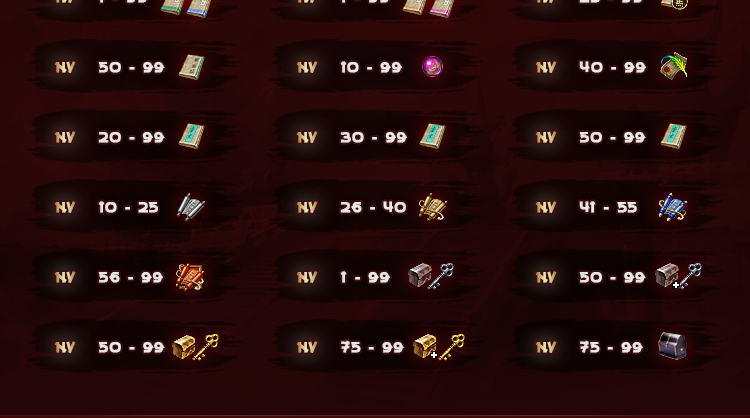 NV 50 - 99 NV 10 - 99 NV 40 - 99
NV 20 - 99 NV 30 - 99 NV 50 - 99
NV 10 - 25 NV 26 - 40 NV 41 - 55
NV 56 - 99 NV 1 - 99 NV 50 - 99
NV 50 - 99 NV 75 - 99 NV 75 - 99